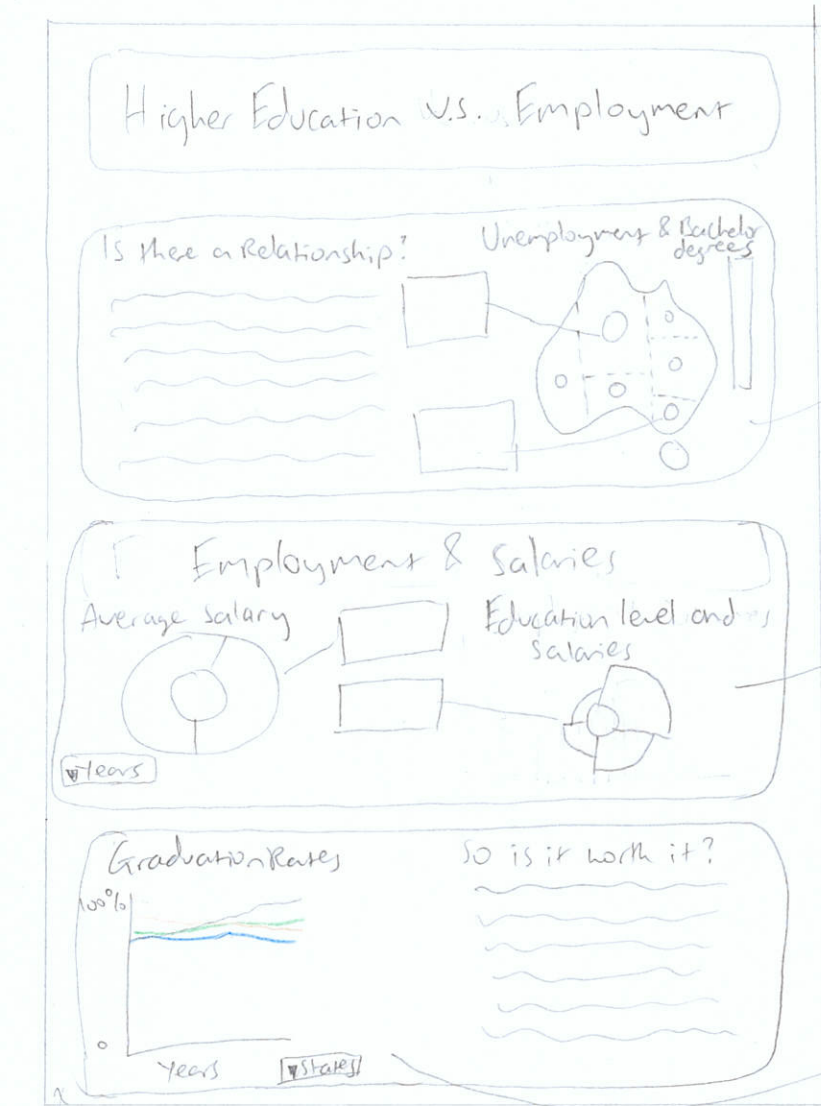 Higher Education v.s. Employment
Is there a Relationship?
Unemployment & Bachelor
degrees
Employment & Salaries
Average salary
Education level and
salaries
Years
Graduation Rates
100%
0
Years
States
So is it worth it?